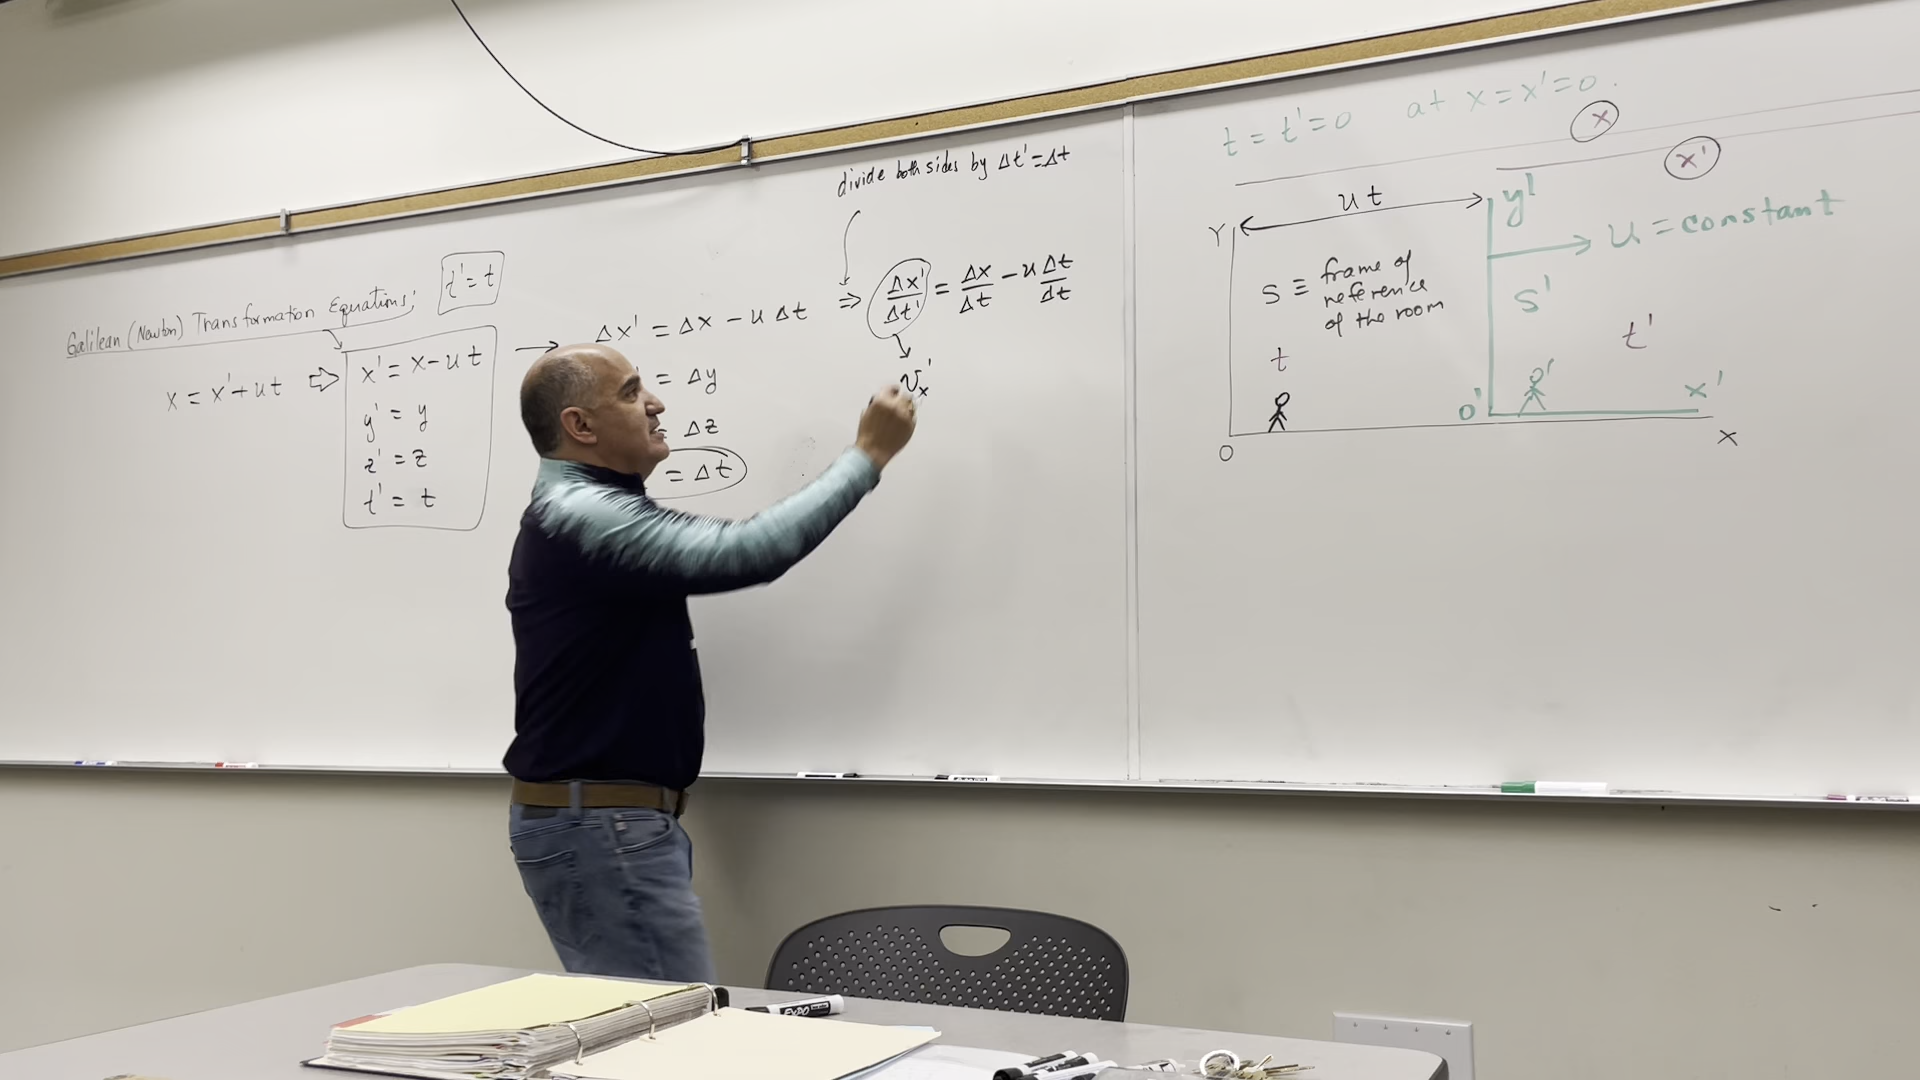 Galilean (Newton) Transformation Equations:
t' = t
x = x' + ut ⇨ x' = x - ut
y' = y
z' = z
t' = t
→ Δx' = Δx - u Δt
' = Δy
= Δz
= Δt
divide both sides by Δt' = Δt
⇒ Δx'/Δt' = Δx/Δt - u Δt/Δt
v'x
t = t' = 0 at x = x' = 0.
x
x'
ut
Y
y'
u = constant
S ≡ frame of
reference
of the room
S'
t
t'
O
O'
x'
x
EXPO